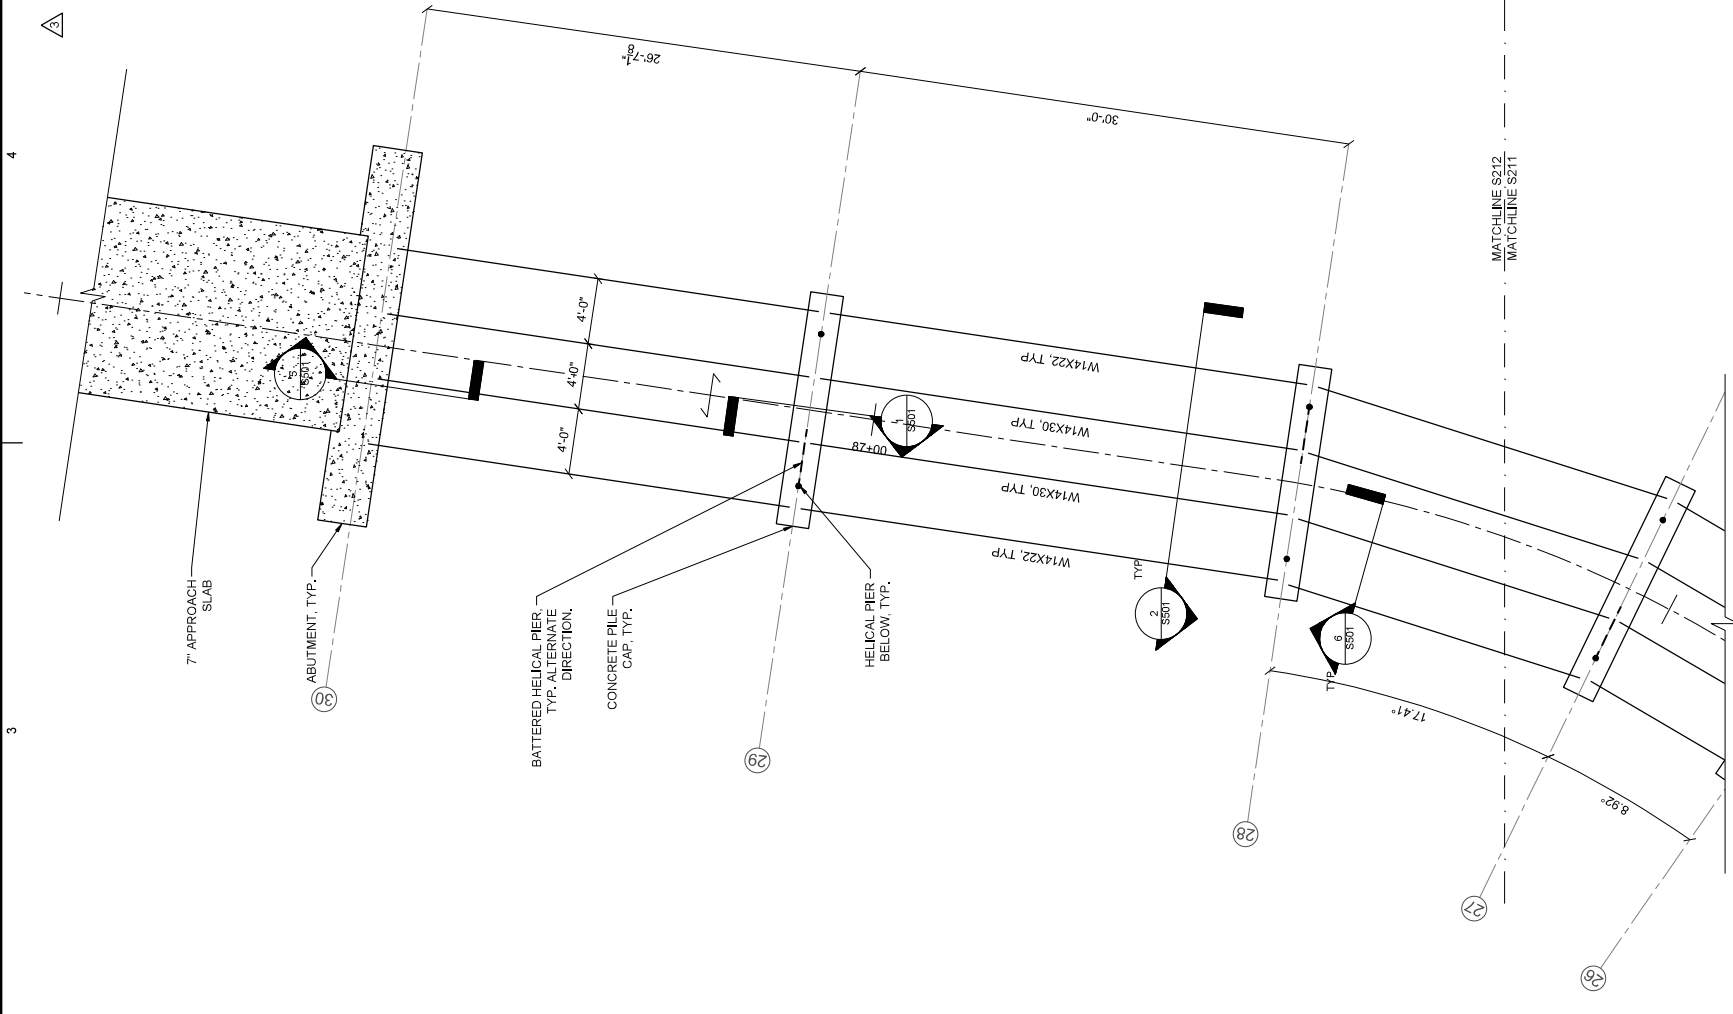 3
4
3
26'-7⅛"
30'-0"
MATCHLINE S212
MATCHLINE S211
7" APPROACH
SLAB
ABUTMENT, TYP.
30
5
S501
4'-0"
4'-0"
4'-0"
BATTERED HELICAL PIER,
TYP. ALTERNATE
DIRECTION.
CONCRETE PILE
CAP, TYP.
29
HELICAL PIER
BELOW, TYP.
1
S501
87+00
W14X22, TYP
W14X30, TYP
W14X30, TYP
W14X22, TYP
TYP
2
S501
6
S501
TYP
28
17.41°
8.92°
27
26